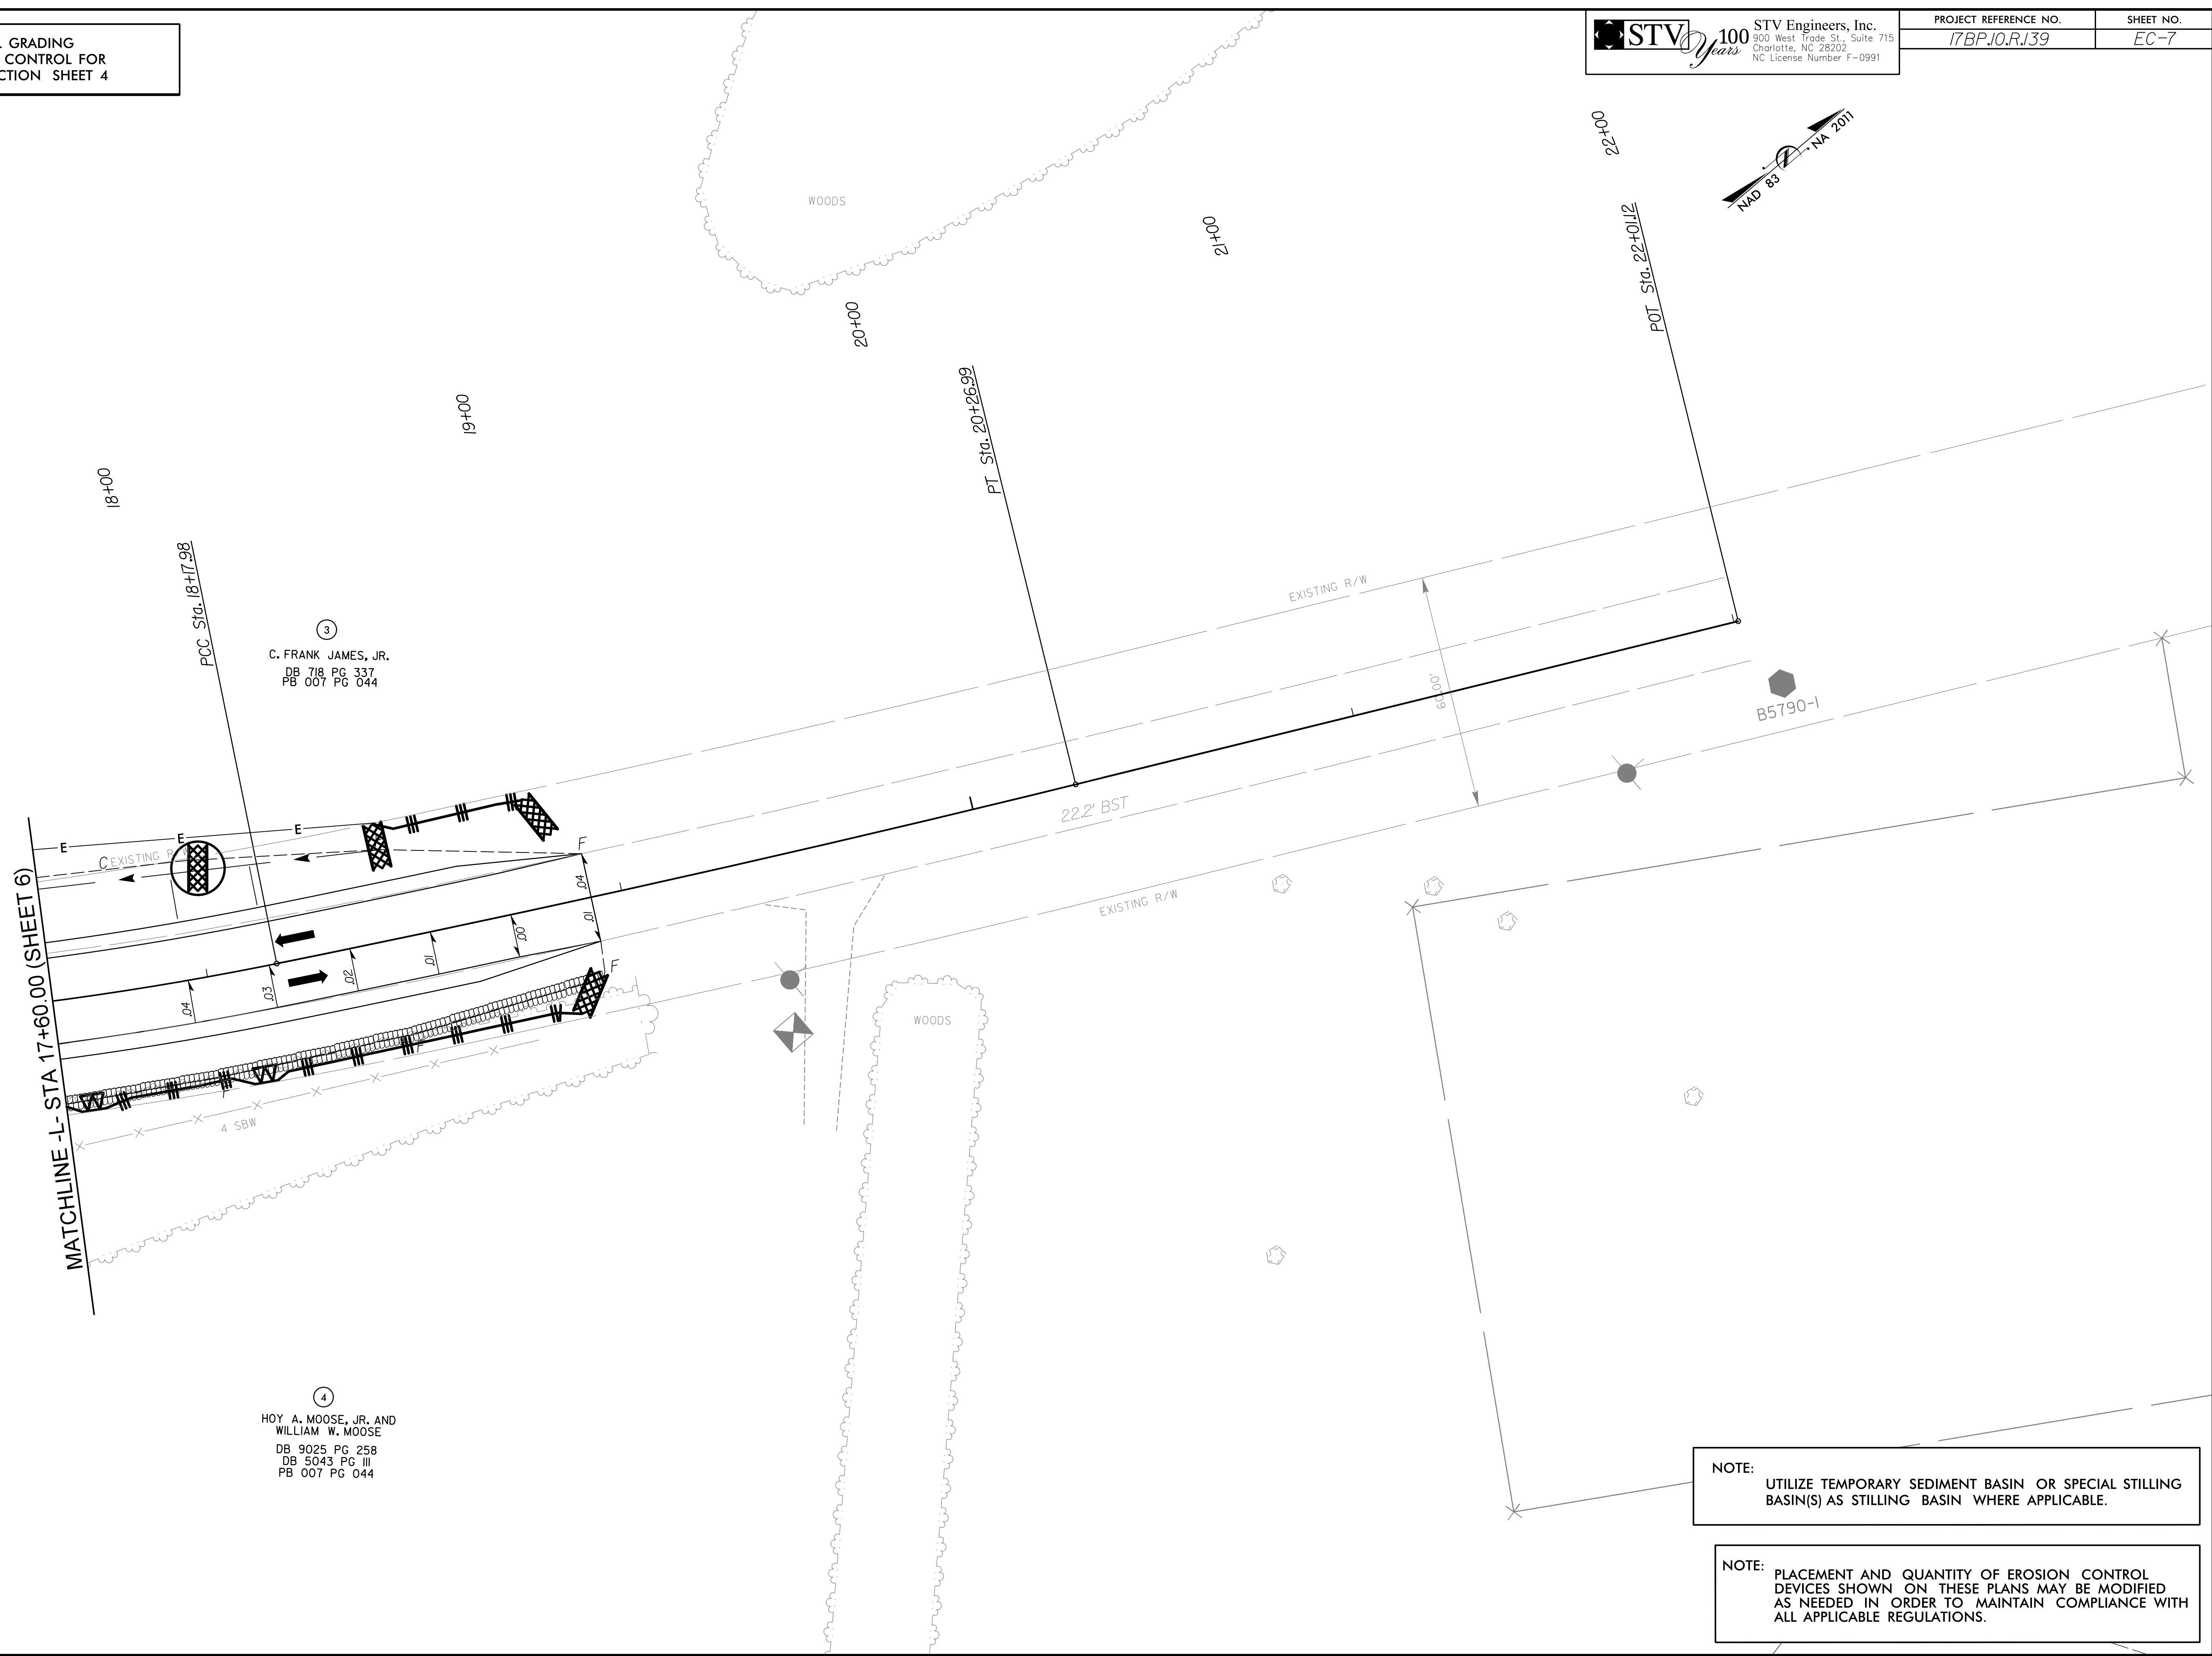 . GRADING
CONTROL FOR
CTION SHEET 4
STV
100
Years
STV Engineers, Inc.
900 West Trade St., Suite 715
Charlotte, NC 28202
NC License Number F-0991
PROJECT REFERENCE NO.
SHEET NO.
17BP.10.R.139
EC-7
NAD 83
NA 2011
WOODS
22+00
21+00
20+00
19+00
18+00
POT Sta. 22+01.12
PT Sta. 20+26.99
PCC Sta. 18+17.98
3
C. FRANK JAMES, JR.
DB 718 PG 337
PB 007 PG 044
EXISTING R/W
60.00'
B5790-1
22.2' BST
EXISTING R/W
E
E
E
C
EXISTING R/W
F
.04
.01
.00
.01
.02
.03
.04
F
F
F
W
W
4 SBW
WOODS
MATCHLINE -L- STA 17+60.00 (SHEET 6)
4
HOY A. MOOSE, JR. AND
WILLIAM W. MOOSE
DB 9025 PG 258
DB 5043 PG 111
PB 007 PG 044
NOTE:
UTILIZE TEMPORARY SEDIMENT BASIN OR SPECIAL STILLING
BASIN(S) AS STILLING BASIN WHERE APPLICABLE.
NOTE:
PLACEMENT AND QUANTITY OF EROSION CONTROL
DEVICES SHOWN ON THESE PLANS MAY BE MODIFIED
AS NEEDED IN ORDER TO MAINTAIN COMPLIANCE WITH
ALL APPLICABLE REGULATIONS.